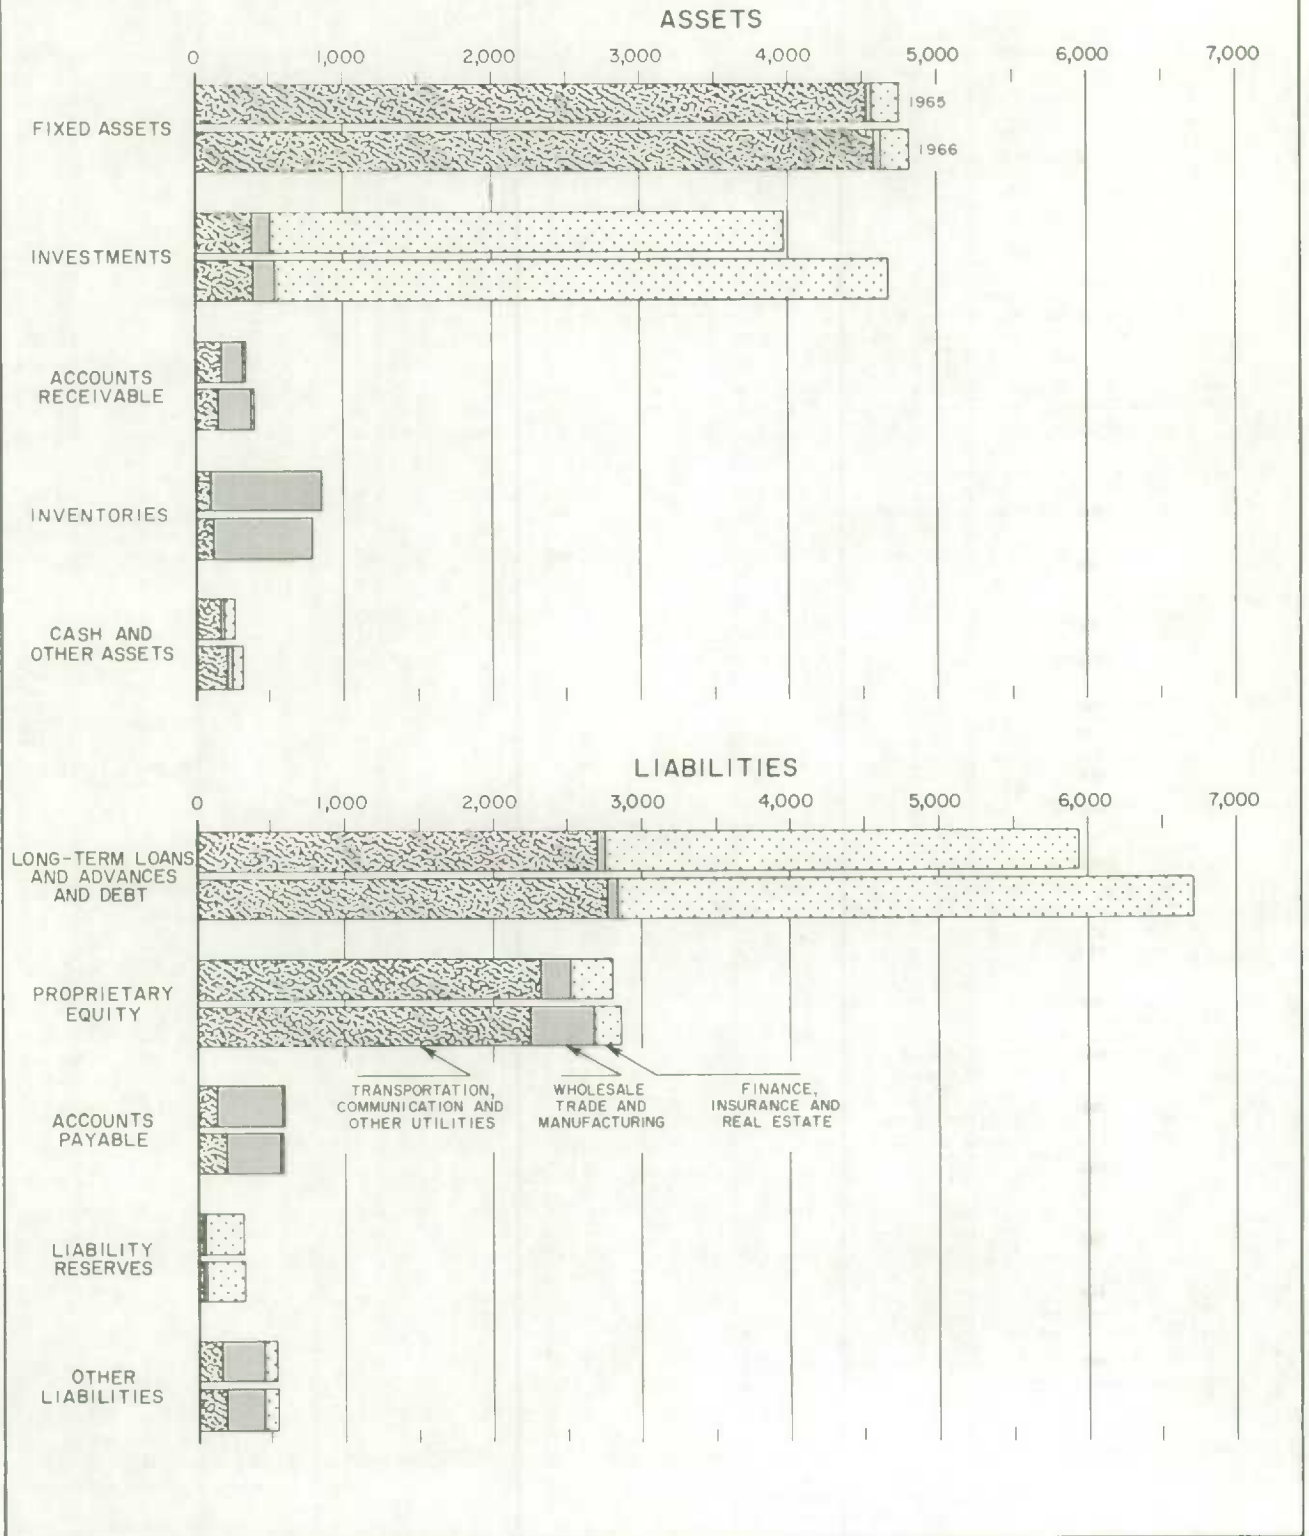 ASSETS
0 1,000 2,000 3,000 4,000 5,000 6,000 7,000
1965
FIXED ASSETS
1966
INVESTMENTS
ACCOUNTS
RECEIVABLE
INVENTORIES
CASH AND
OTHER ASSETS
LIABILITIES
0 1,000 2,000 3,000 4,000 5,000 6,000 7,000
LONG-TERM LOANS
AND ADVANCES
AND DEBT
PROPRIETARY
EQUITY
TRANSPORTATION,
COMMUNICATION AND
OTHER UTILITIES
WHOLESALE
TRADE AND
MANUFACTURING
FINANCE,
INSURANCE AND
REAL ESTATE
ACCOUNTS
PAYABLE
LIABILITY
RESERVES
OTHER
LIABILITIES